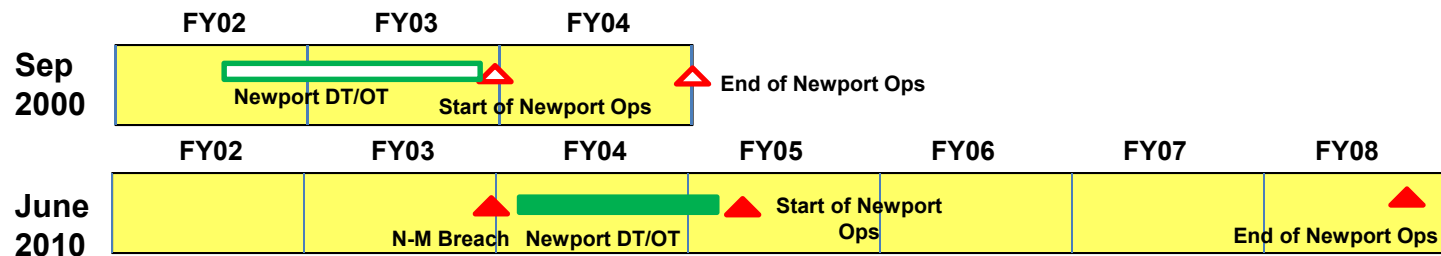 FY02 FY03 FY04
Sep
2000
Newport DT/OT
Start of Newport Ops
End of Newport Ops
FY02 FY03 FY04 FY05 FY06 FY07 FY08
June
2010
N-M Breach
Newport DT/OT
Start of Newport
Ops
End of Newport Ops